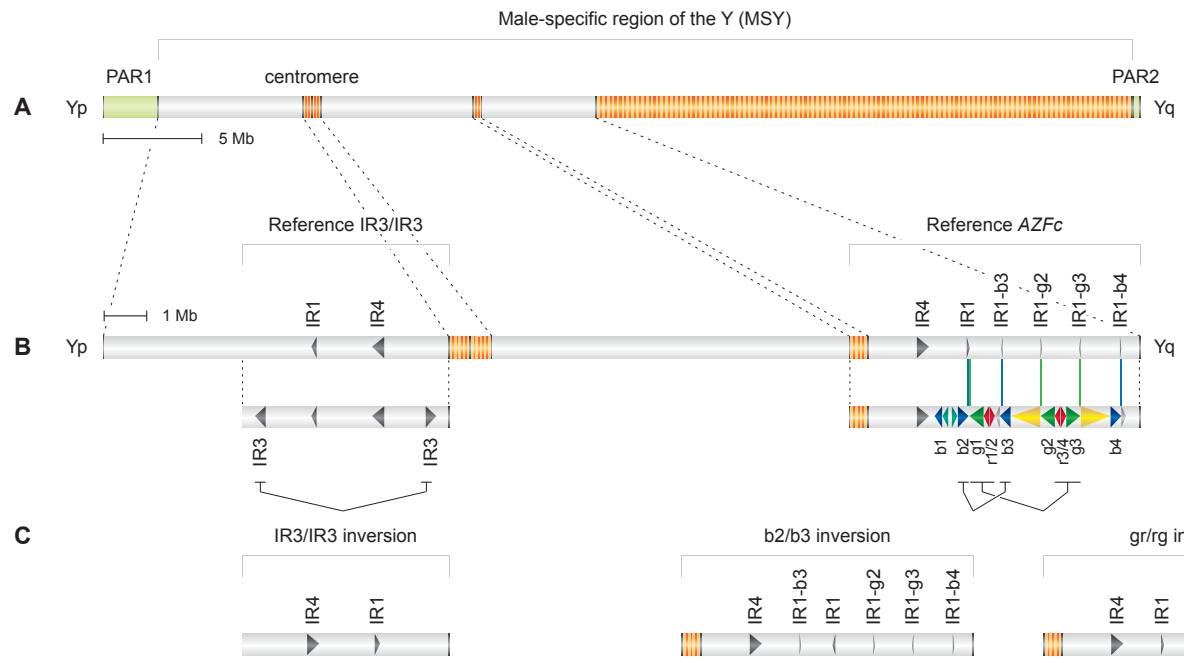 Male-specific region of the Y (MSY)
PAR1
centromere
PAR2
A
Yp
Yq
5 Mb
Reference IR3/IR3
Reference AZFc
1 Mb
IR1
IR4
IR4
IR1
IR1-b3
IR1-g2
IR1-g3
IR1-b4
B
Yp
Yq
IR3
IR3
b1
b2
g1
r1/2
b3
g2
r3/4
g3
b4
C
IR3/IR3 inversion
b2/b3 inversion
gr/rg in
IR4
IR1
IR4
IR1-b3
IR1
IR1-g2
IR1-g3
IR1-b4
IR4
IR1